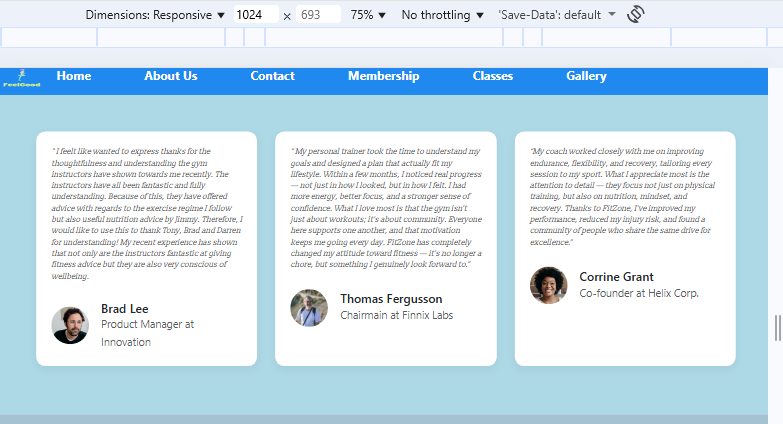 Dimensions: Responsive ▼ 1024 × 693 75% ▼ No throttling ▼ 'Save-Data': default
FeelGood Home About Us Contact Membership Classes Gallery
"I feelt like wanted to express thanks for the
thoughtfulness and understanding the gym
instructors have shown towards me recently. The
instructors have all been fantastic and fully
understanding. Because of this, they have offered
advice with regards to the exercise regime I follow
but also useful nutrition advice by Jimmy. Therefore, I
would like to use this to thank Tony, Brad and Darren
for understanding! My recent experience has shown
that not only are the instructors fantastic at giving
fitness advice but they are also very conscious of
wellbeing.
Brad Lee
Product Manager at
Innovation
"My personal trainer took the time to understand my
goals and designed a plan that actually fit my
lifestyle. Within a few months, I noticed real progress
— not just in how I looked, but in how I felt. I had
more energy, better focus, and a stronger sense of
confidence. What I love most is that the gym isn't
just about workouts; it's about community. Everyone
here supports one another, and that motivation
keeps me going every day. FitZone has completely
changed my attitude toward fitness — it's no longer a
chore, but something I genuinely look forward to."
Thomas Fergusson
Chairmain at Finnix Labs
"My coach worked closely with me on improving
endurance, flexibility, and recovery, tailoring every
session to my sport. What I appreciate most is the
attention to detail — they focus not just on physical
training, but also on nutrition, mindset, and
recovery. Thanks to FitZone, I've improved my
performance, reduced my injury risk, and found a
community of people who share the same drive for
excellence."
Corrine Grant
Co-founder at Helix Corp.